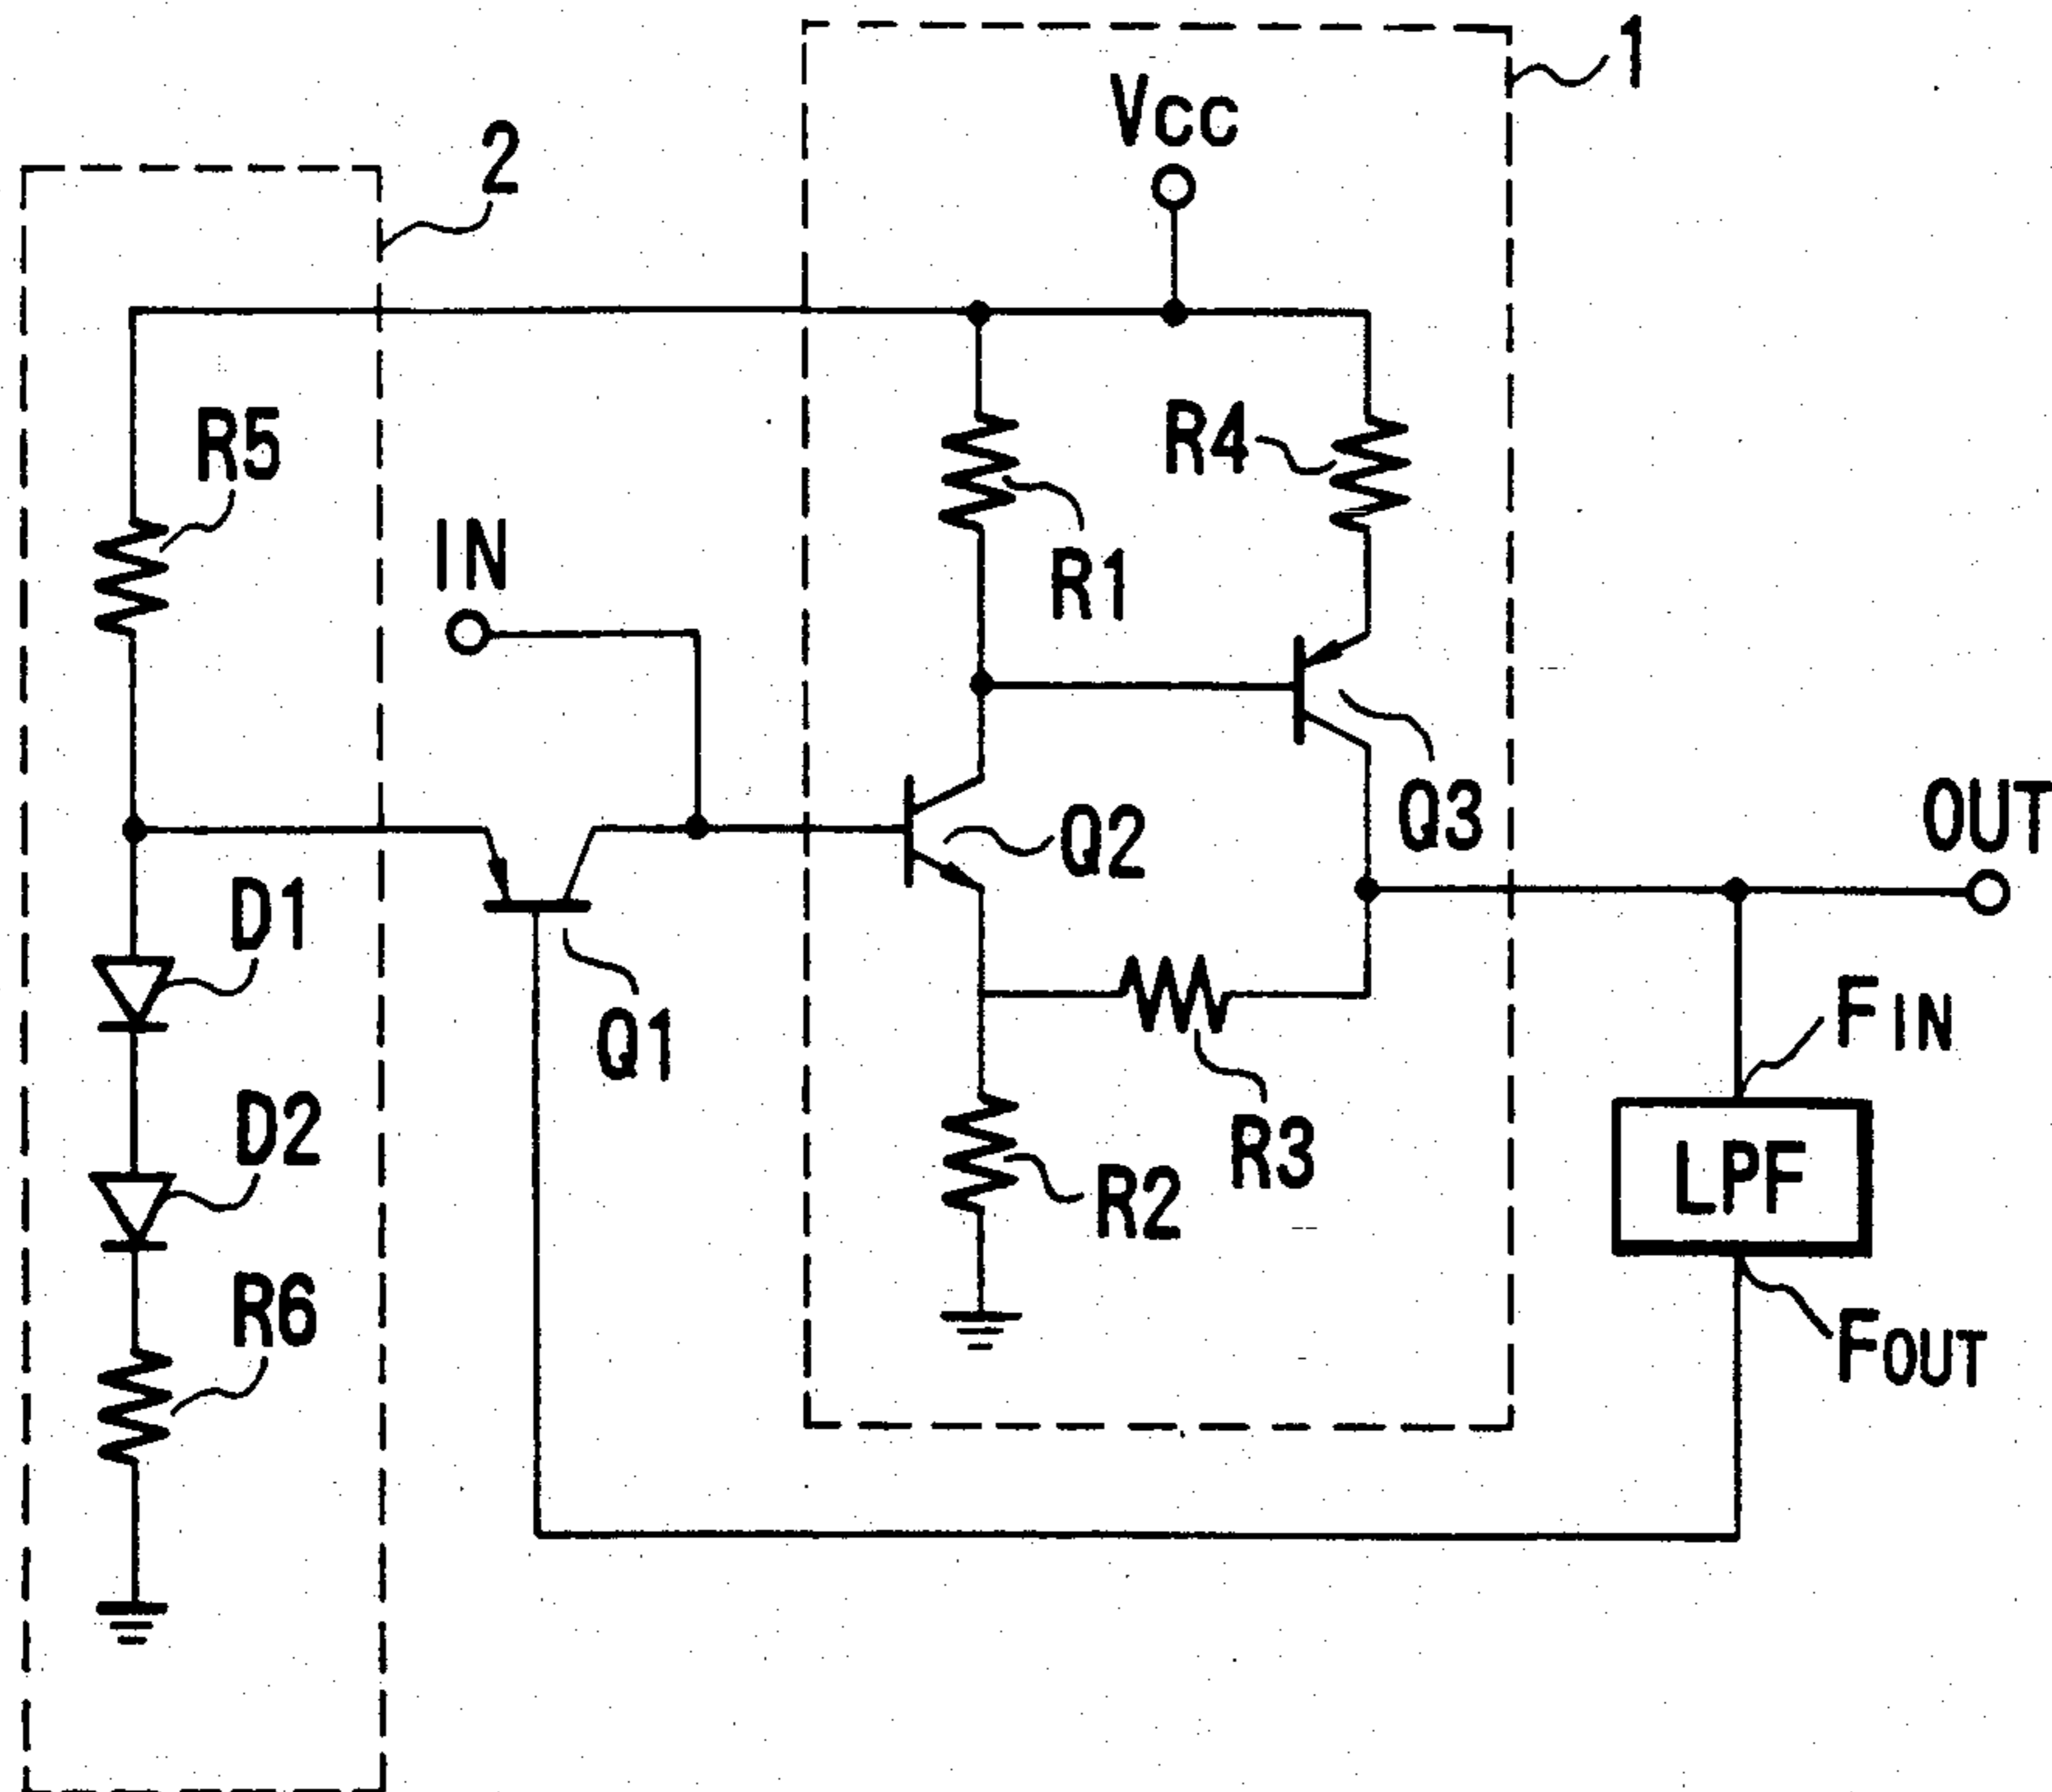 1
VCC
2
R5
R4
IN
R1
Q3
OUT
Q2
D1
FIN
Q1
D2
R3
LPF
R2
R6
FOUT